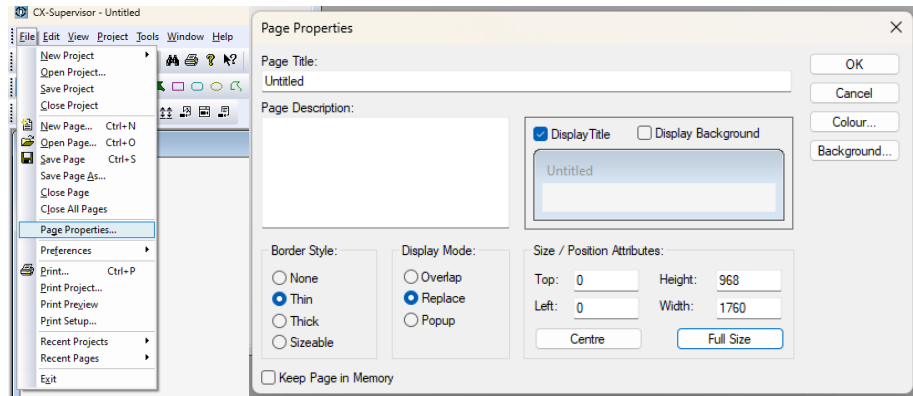 CX-Supervisor - Untitled
File Edit View Project Tools Window Help
New Project
Open Project...
Save Project
Close Project
New Page... Ctrl+N
Open Page... Ctrl+O
Save Page Ctrl+S
Save Page As...
Close Page
Close All Pages
Page Properties...
Preferences
Print... Ctrl+P
Print Project...
Print Preview
Print Setup...
Recent Projects
Recent Pages
Exit
Page Properties
Page Title:
Untitled
Page Description:
Display Title Display Background
Untitled
OK
Cancel
Colour...
Background...
Border Style:
None
Thin
Thick
Sizeable
Display Mode:
Overlap
Replace
Popup
Size / Position Attributes:
Top: 0 Height: 968
Left: 0 Width: 1760
Centre Full Size
Keep Page in Memory